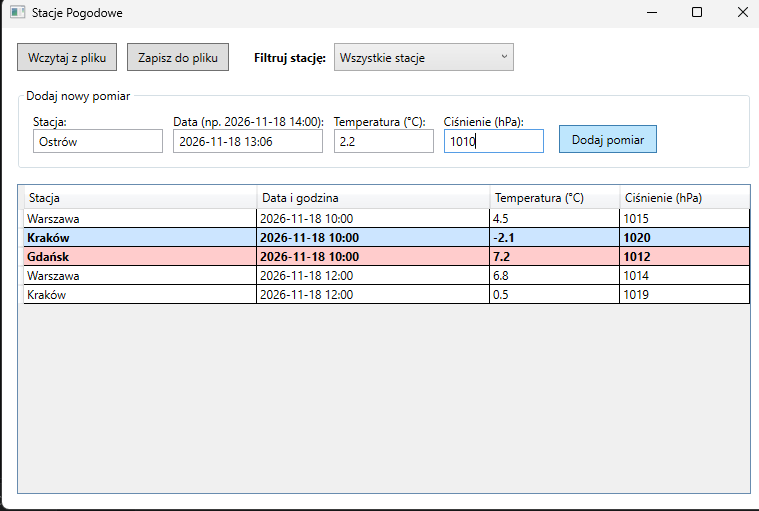 Stacje Pogodowe
Wczytaj z pliku Zapisz do pliku Filtruj stację: Wszystkie stacje
Dodaj nowy pomiar
Stacja: Data (np. 2026-11-18 14:00): Temperatura (°C): Ciśnienie (hPa):
Ostrów 2026-11-18 13:06 2.2 1010 Dodaj pomiar
Stacja Data i godzina Temperatura (°C) Ciśnienie (hPa)
Warszawa 2026-11-18 10:00 4.5 1015
Kraków 2026-11-18 10:00 -2.1 1020
Gdańsk 2026-11-18 10:00 7.2 1012
Warszawa 2026-11-18 12:00 6.8 1014
Kraków 2026-11-18 12:00 0.5 1019